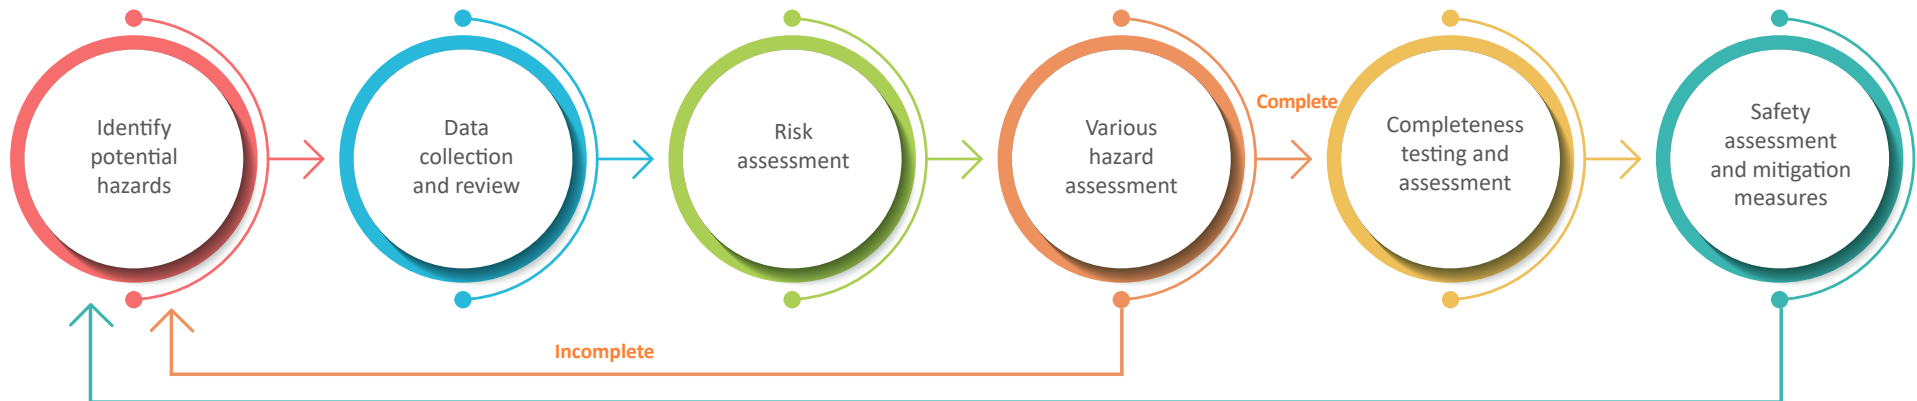 Identify
potential
hazards
Data
collection
and review
Risk
assessment
Various
hazard
assessment
Complete
Completeness
testing and
assessment
Safety
assessment
and mitigation
measures
Incomplete